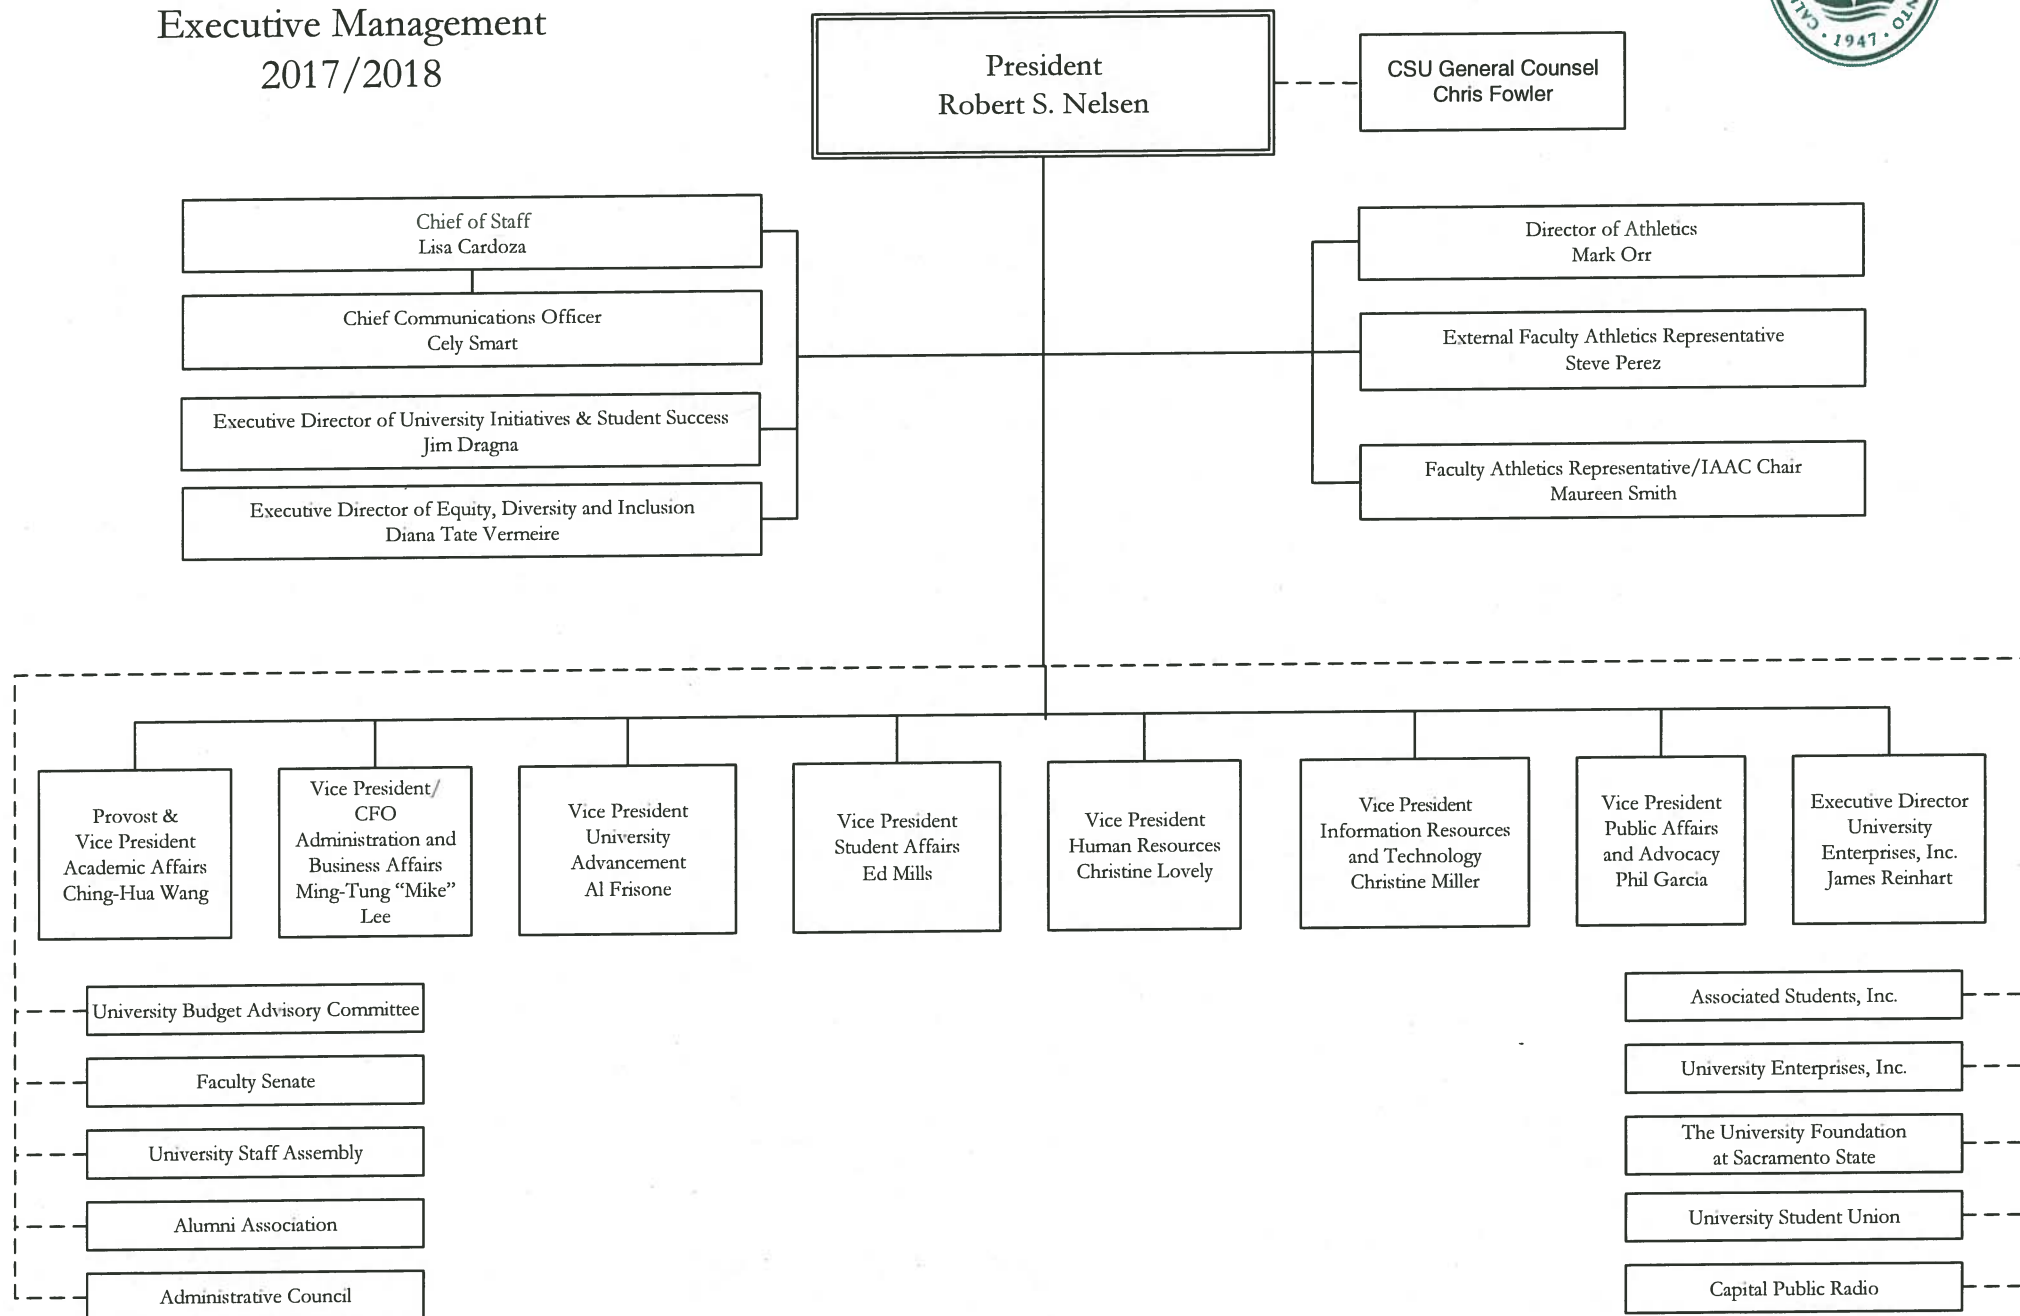 Executive Management
2017/2018
President
Robert S. Nelsen
CSU General Counsel
Chris Fowler
· 1947 ·
Chief of Staff
Lisa Cardoza
Chief Communications Officer
Cely Smart
Executive Director of University Initiatives & Student Success
Jim Dragna
Executive Director of Equity, Diversity and Inclusion
Diana Tate Vermeire
Director of Athletics
Mark Orr
External Faculty Athletics Representative
Steve Perez
Faculty Athletics Representative/IAAC Chair
Maureen Smith
Provost &
Vice President
Academic Affairs
Ching-Hua Wang
Vice President/
CFO
Administration and
Business Affairs
Ming-Tung “Mike”
Lee
Vice President
University
Advancement
Al Frisone
Vice President
Student Affairs
Ed Mills
Vice President
Human Resources
Christine Lovely
Vice President
Information Resources
and Technology
Christine Miller
Vice President
Public Affairs
and Advocacy
Phil Garcia
Executive Director
University
Enterprises, Inc.
James Reinhart
University Budget Advisory Committee
Faculty Senate
University Staff Assembly
Alumni Association
Administrative Council
Associated Students, Inc.
University Enterprises, Inc.
The University Foundation
at Sacramento State
University Student Union
Capital Public Radio